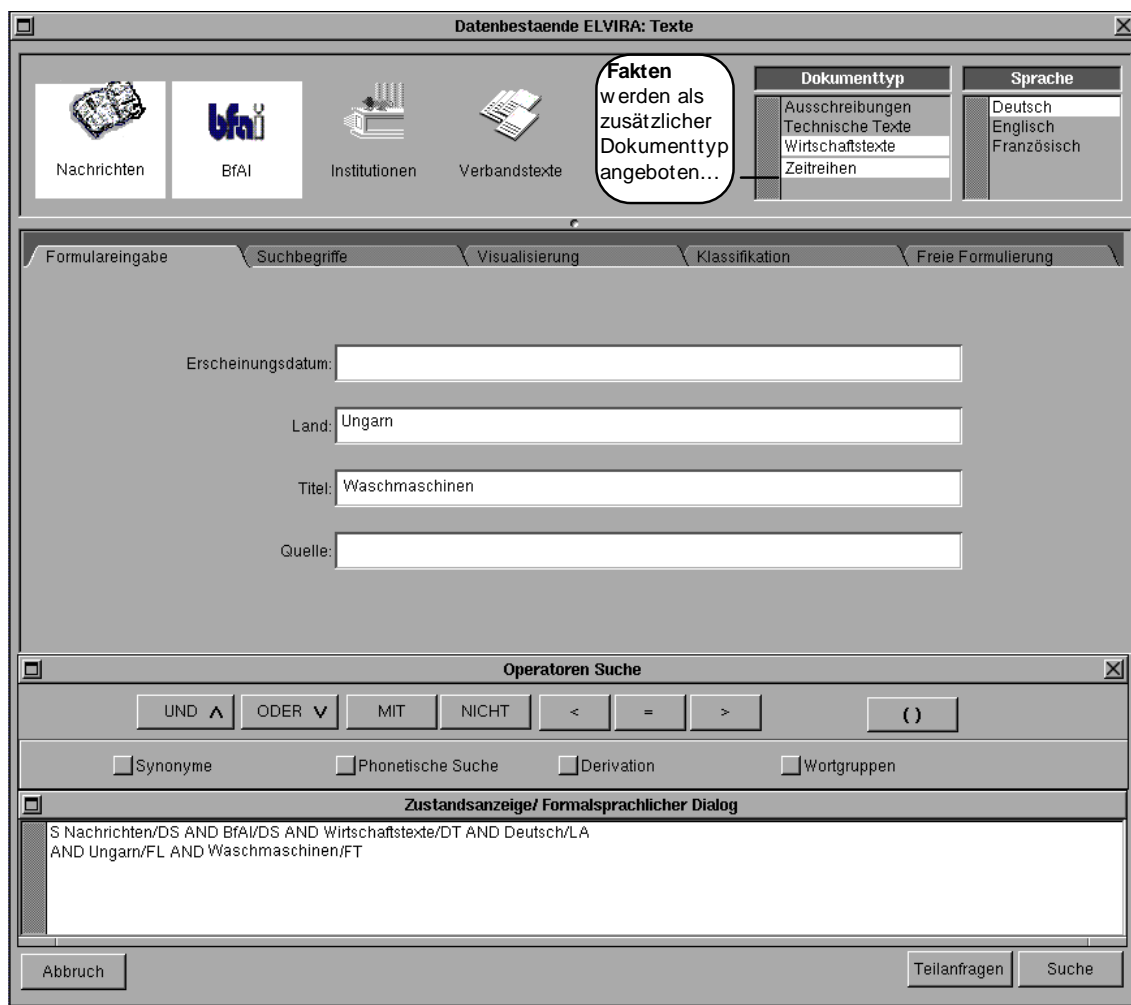 Datenbestaende ELVIRA: Texte
Nachrichten
bfai
BfAI
Institutionen
Verbandstexte
Fakten
werden als
zusätzlicher
Dokumenttyp
angeboten...
Dokumenttyp
Ausschreibungen
Technische Texte
Wirtschaftstexte
Zeitreihen
Sprache
Deutsch
Englisch
Französisch
Formulareingabe
Suchbegriffe
Visualisierung
Klassifikation
Freie Formulierung
Erscheinungsdatum:
Land: Ungarn
Titel: Waschmaschinen
Quelle:
Operatoren Suche
UND ∧ ODER ∨ MIT NICHT < = > ( )
Synonyme Phonetische Suche Derivation Wortgruppen
Zustandsanzeige/ Formalsprachlicher Dialog
S Nachrichten/DS AND BfAI/DS AND Wirtschaftstexte/DT AND Deutsch/LA
AND Ungarn/FL AND Waschmaschinen/FT
Abbruch
Teilanfragen
Suche